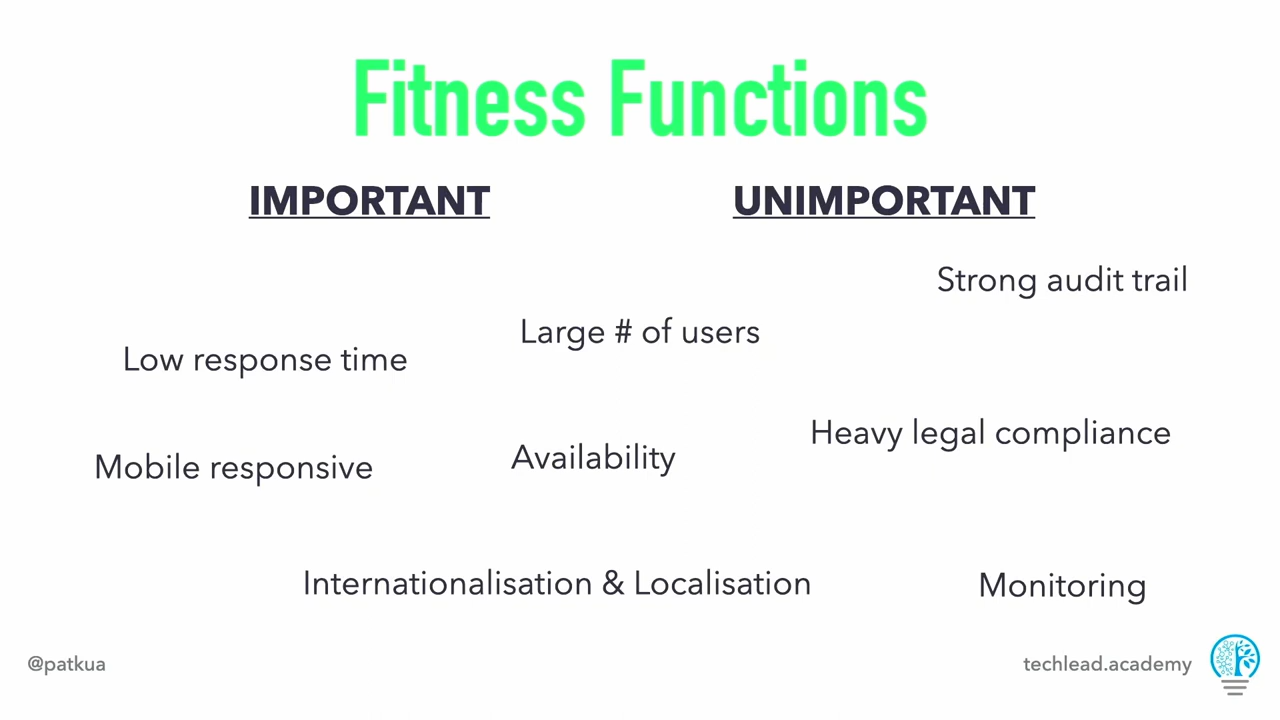 Fitness Functions
IMPORTANT
UNIMPORTANT
Strong audit trail
Large # of users
Low response time
Heavy legal compliance
Availability
Mobile responsive
Internationalisation & Localisation
Monitoring
@patkua
techlead.academy